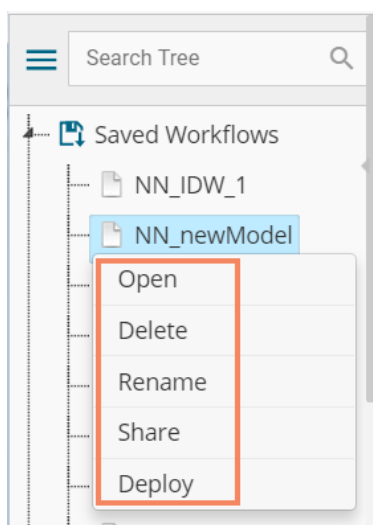 Search Tree
Saved Workflows
NN_IDW_1
NN_newModel
Open
Delete
Rename
Share
Deploy